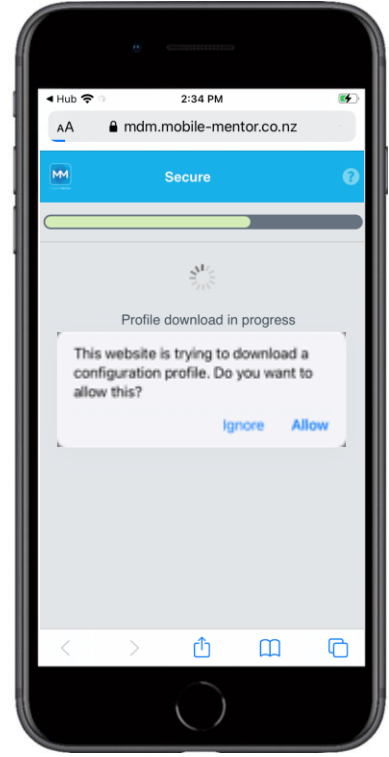 ◀ Hub 2:34 PM
AA mdm.mobile-mentor.co.nz
MM Secure ?
Profile download in progress
This website is trying to download a
configuration profile. Do you want to
allow this?
Ignore Allow